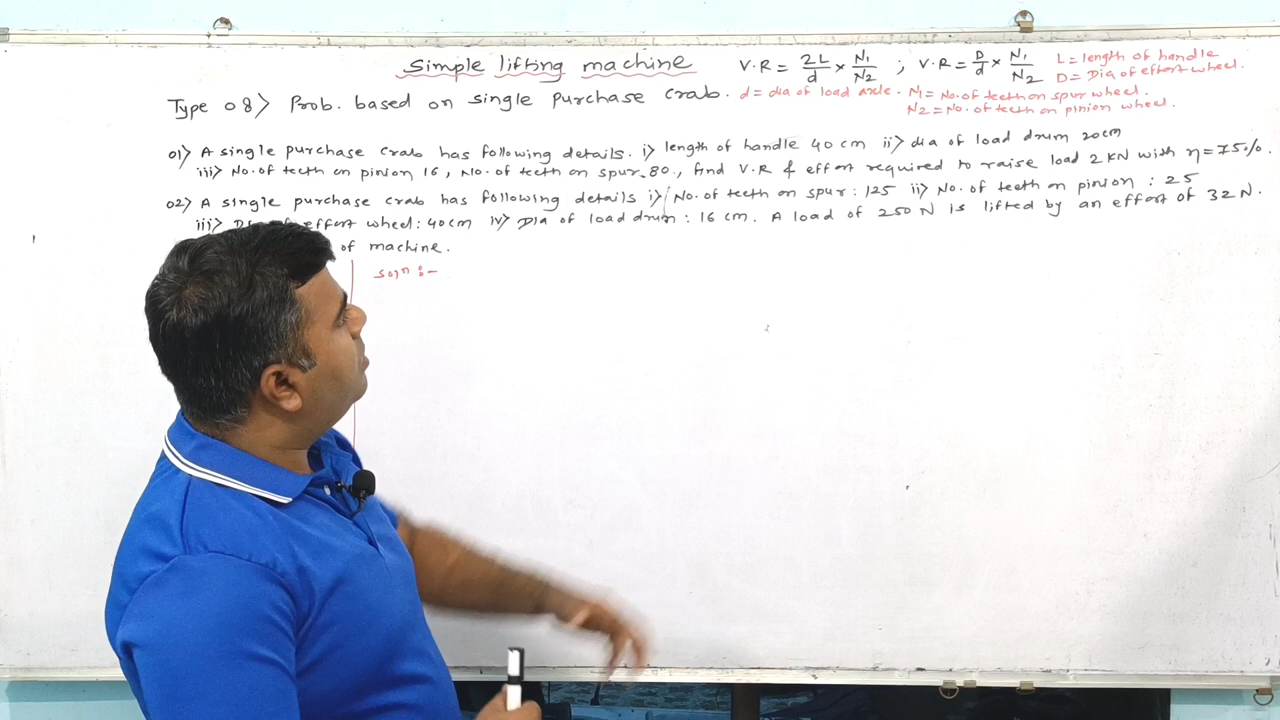 Simple lifting machine
V.R = 2L/d × N1/N2 ; V.R = D/d × N1/N2
L = length of handle
D = Dia of effort wheel.
Type 08> Prob. based on single purchase crab.
d = dia of load axle. N1 = No. of teeth on spur wheel.
N2 = No. of teeth on pinion wheel.
01> A single purchase crab has following details. i> length of handle 40 cm ii> dia of load drum 20cm
iii> No. of teeth on pinion 16, No. of teeth on spur 80, find V.R & effort required to raise load 2 KN with η = 75%.
02> A single purchase crab has following details i> No. of teeth on spur : 125 ii> No. of teeth on pinion : 25
iii> effort wheel : 40cm iv> Dia of load drum : 16 cm. A load of 250 N is lifted by an effort of 32 N.
of machine.
Solⁿ :-